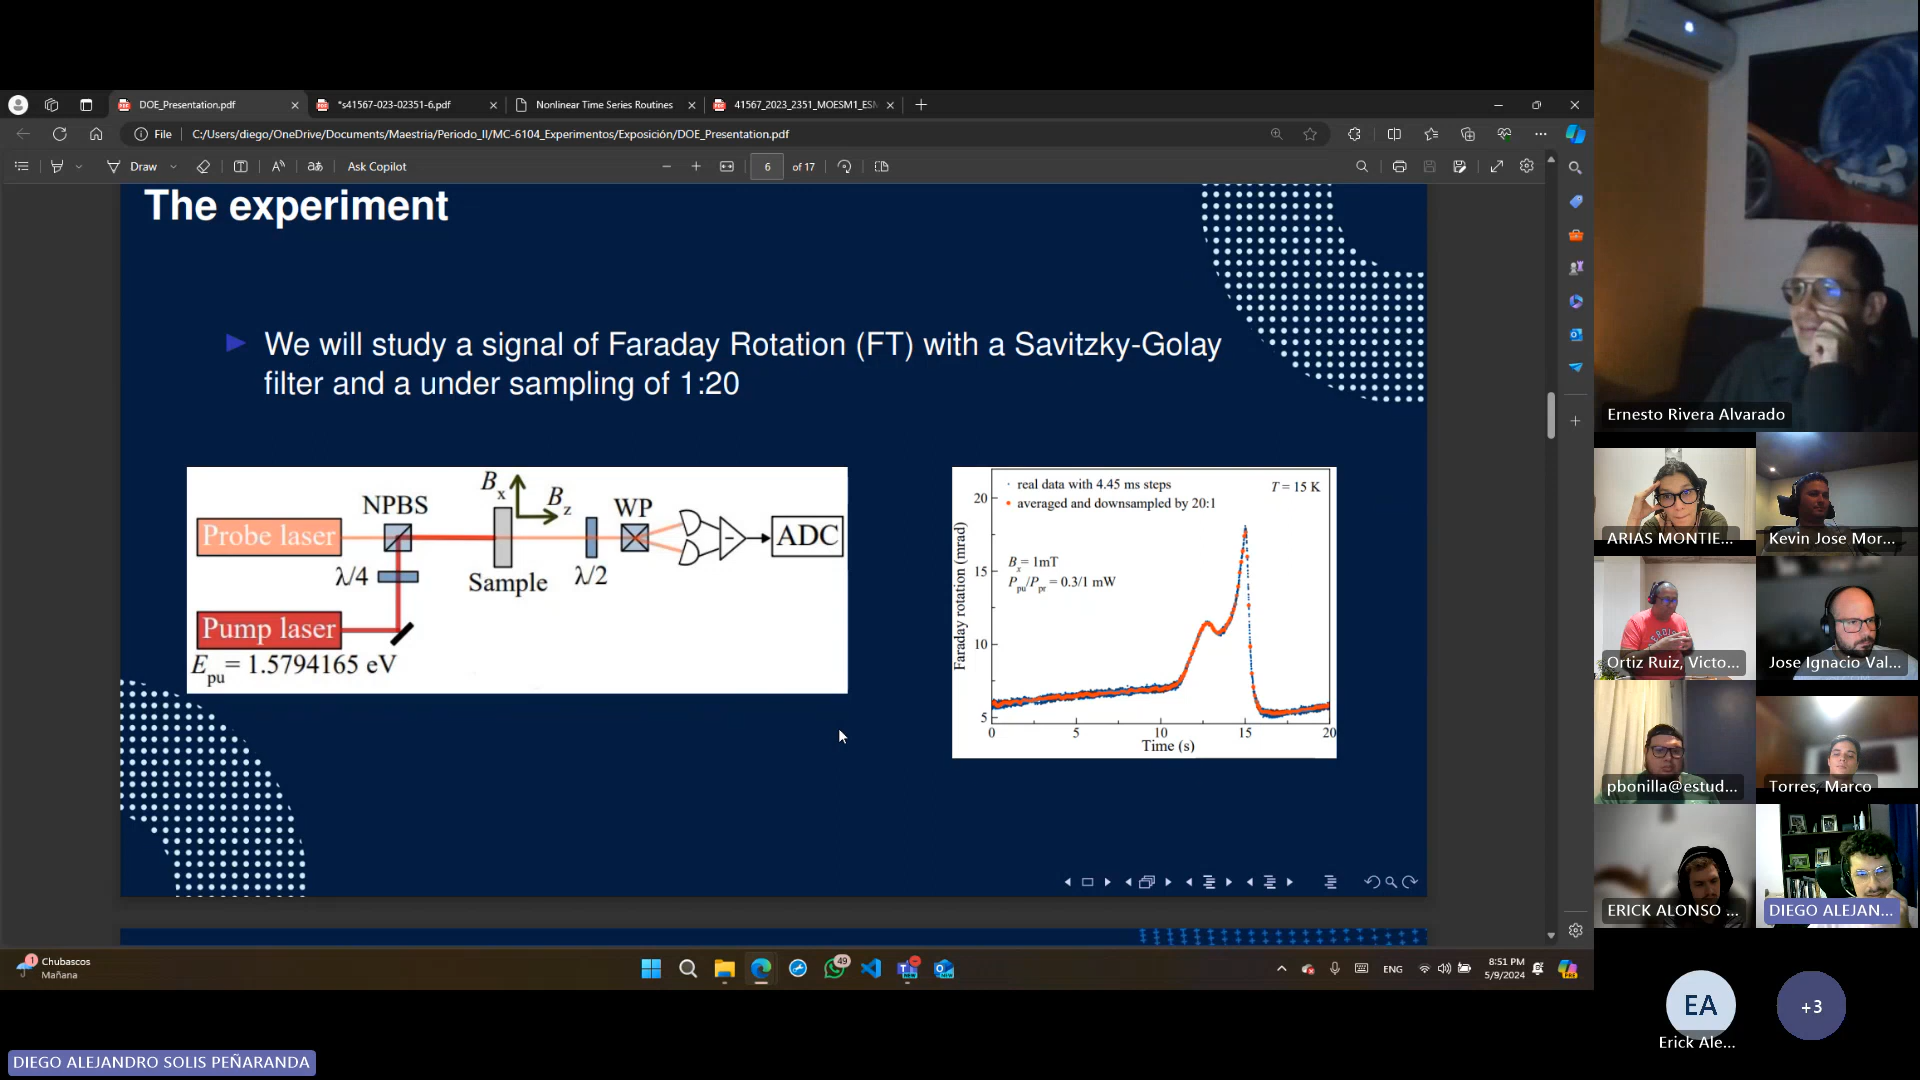 DOE_Presentation.pdf
*s41567-023-02351-6.pdf
Nonlinear Time Series Routines
41567_2023_2351_MOESM1_ESN
File
C:/Users/diego/OneDrive/Documents/Maestria/Periodo_II/MC-6104_Experimentos/Exposición/DOE_Presentation.pdf
Draw
Ask Copilot
6
of 17
The experiment
We will study a signal of Faraday Rotation (FT) with a Savitzky-Golay
filter and a under sampling of 1:20
Probe laser
NPBS
λ/4
Pump laser
E_pu = 1.5794165 eV
B_x
B_z
Sample
λ/2
WP
ADC
real data with 4.45 ms steps
averaged and downsampled by 20:1
T = 15 K
B_x = 1mT
P_pu/P_pr = 0.3/1 mW
Faraday rotation (mrad)
20
15
10
5
0 5 10 15 20
Time (s)
Ernesto Rivera Alvarado
ARIAS MONTIE...
Kevin Jose Mor...
Ortiz Ruiz, Victo...
Jose Ignacio Val...
pbonilla@estud...
Torres, Marco
ERICK ALONSO ...
DIEGO ALEJAN...
EA
Erick Ale...
+3
1
Chubascos
Mañana
49
ENG
8:51 PM
5/9/2024
DIEGO ALEJANDRO SOLIS PEÑARANDA